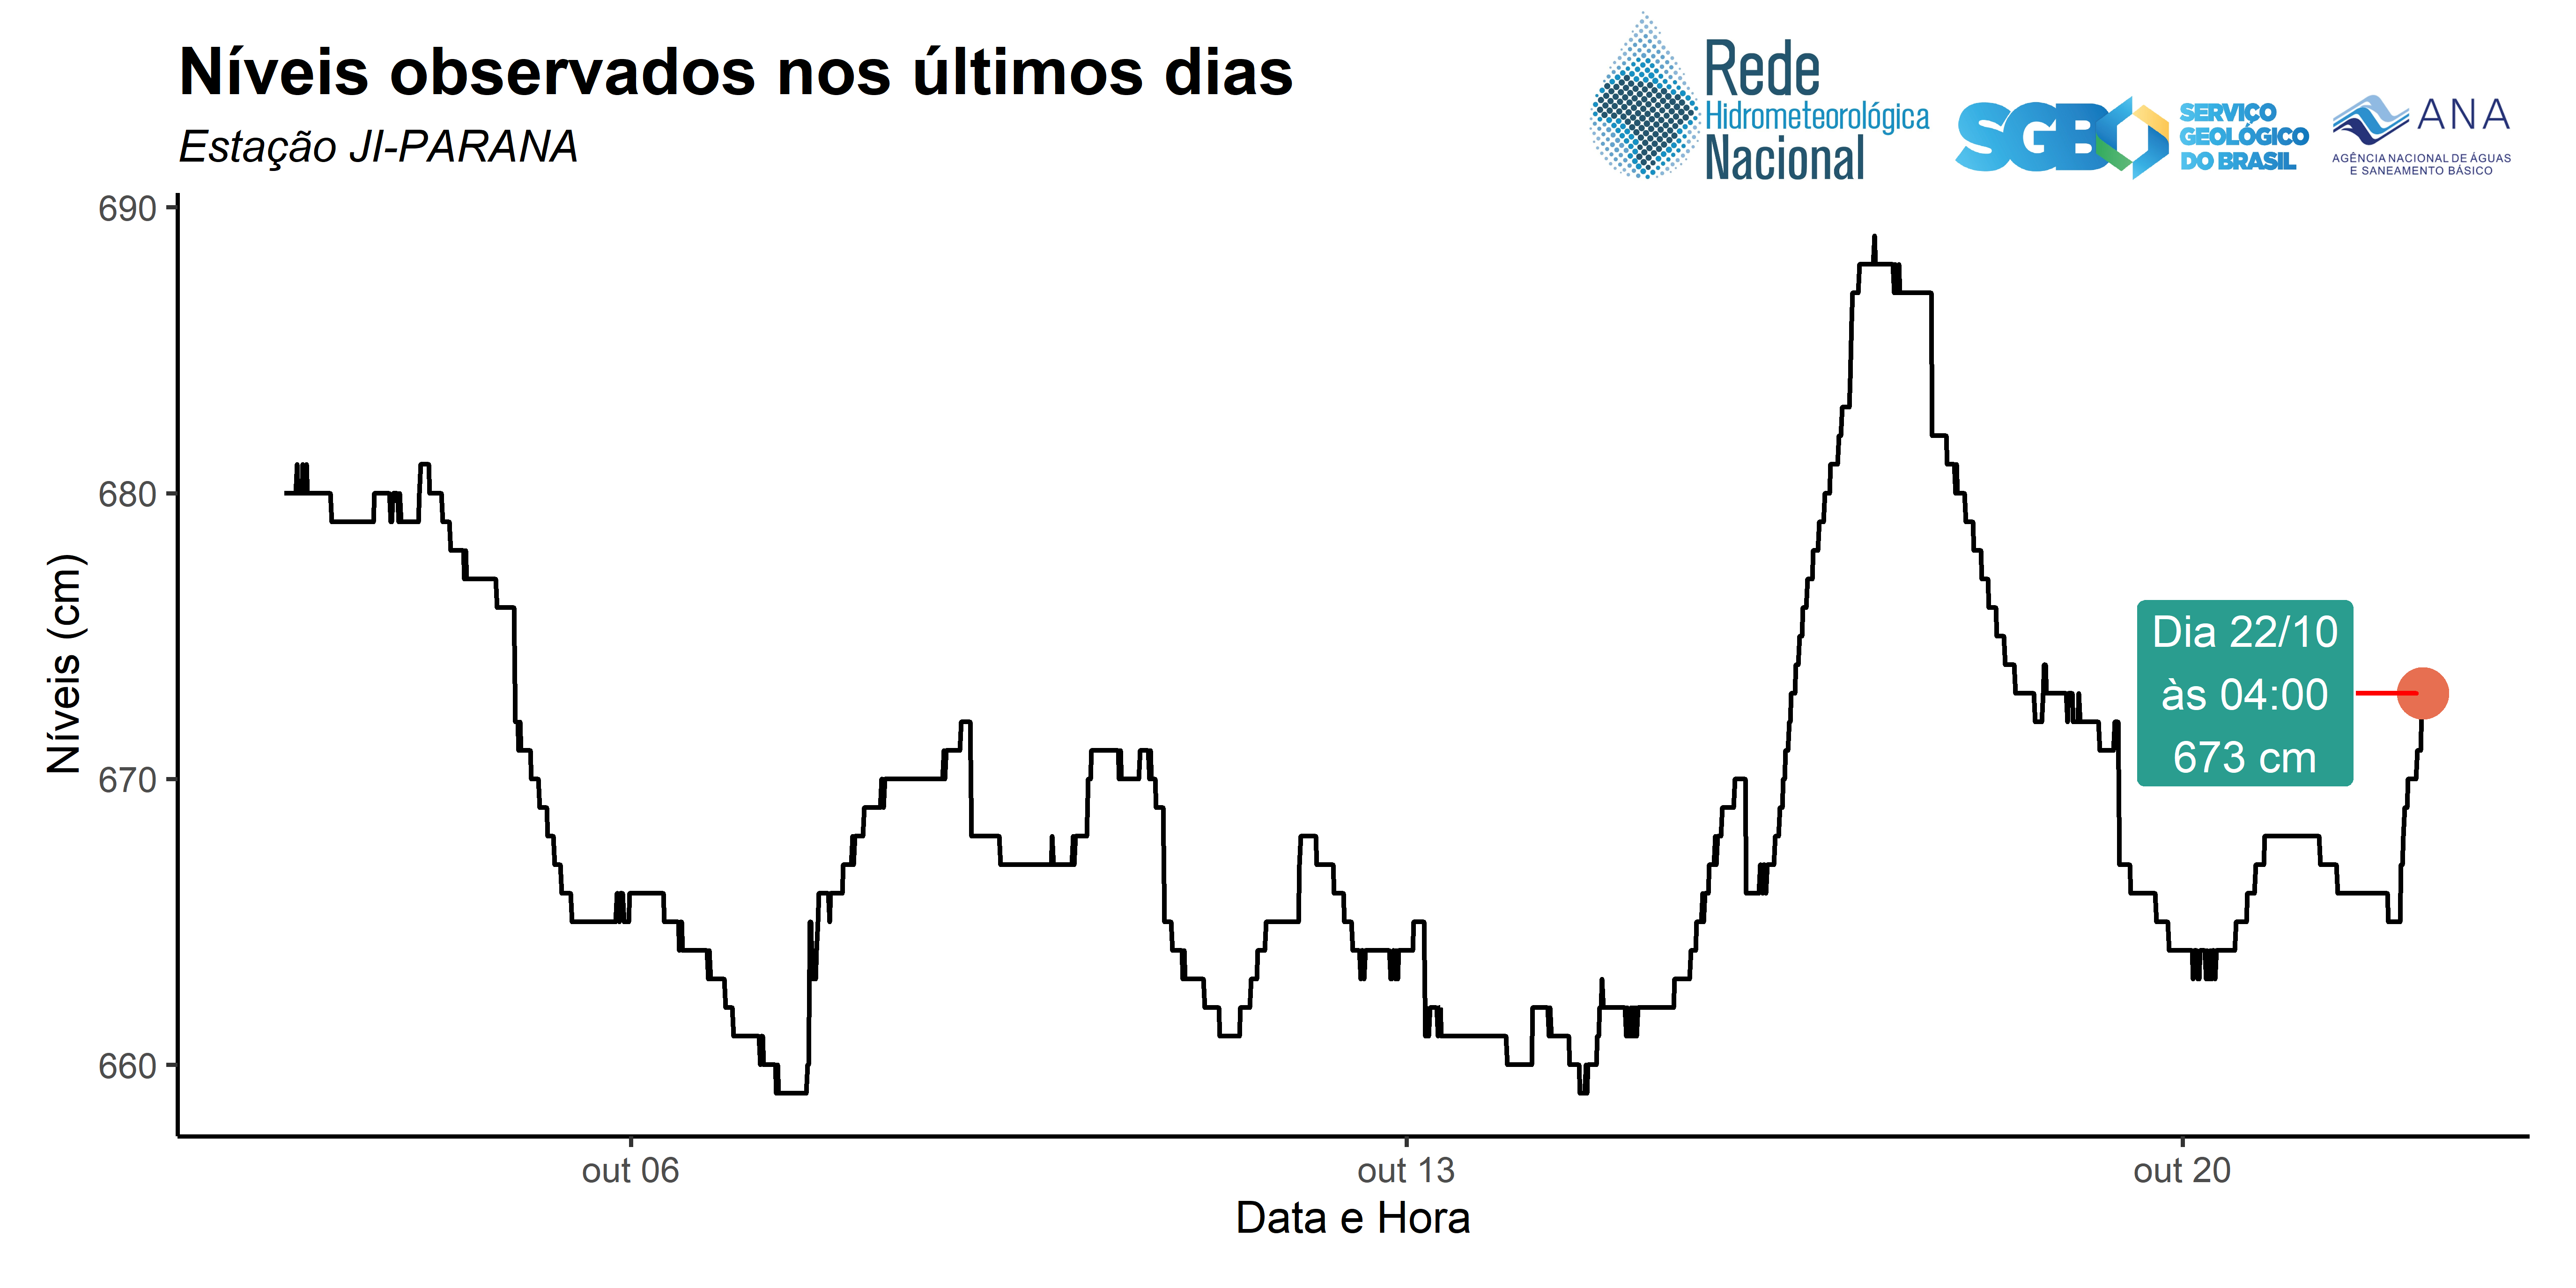 Níveis observados nos últimos dias
Estação JI-PARANA
Rede
Hidrometeorológica
Nacional
SGB
SERVIÇO
GEOLÓGICO
DO BRASIL
ANA
AGÊNCIA NACIONAL DE ÁGUAS
E SANEAMENTO BÁSICO
690
680
670
660
Níveis (cm)
Dia 22/10
às 04:00
673 cm
out 06
out 13
out 20
Data e Hora